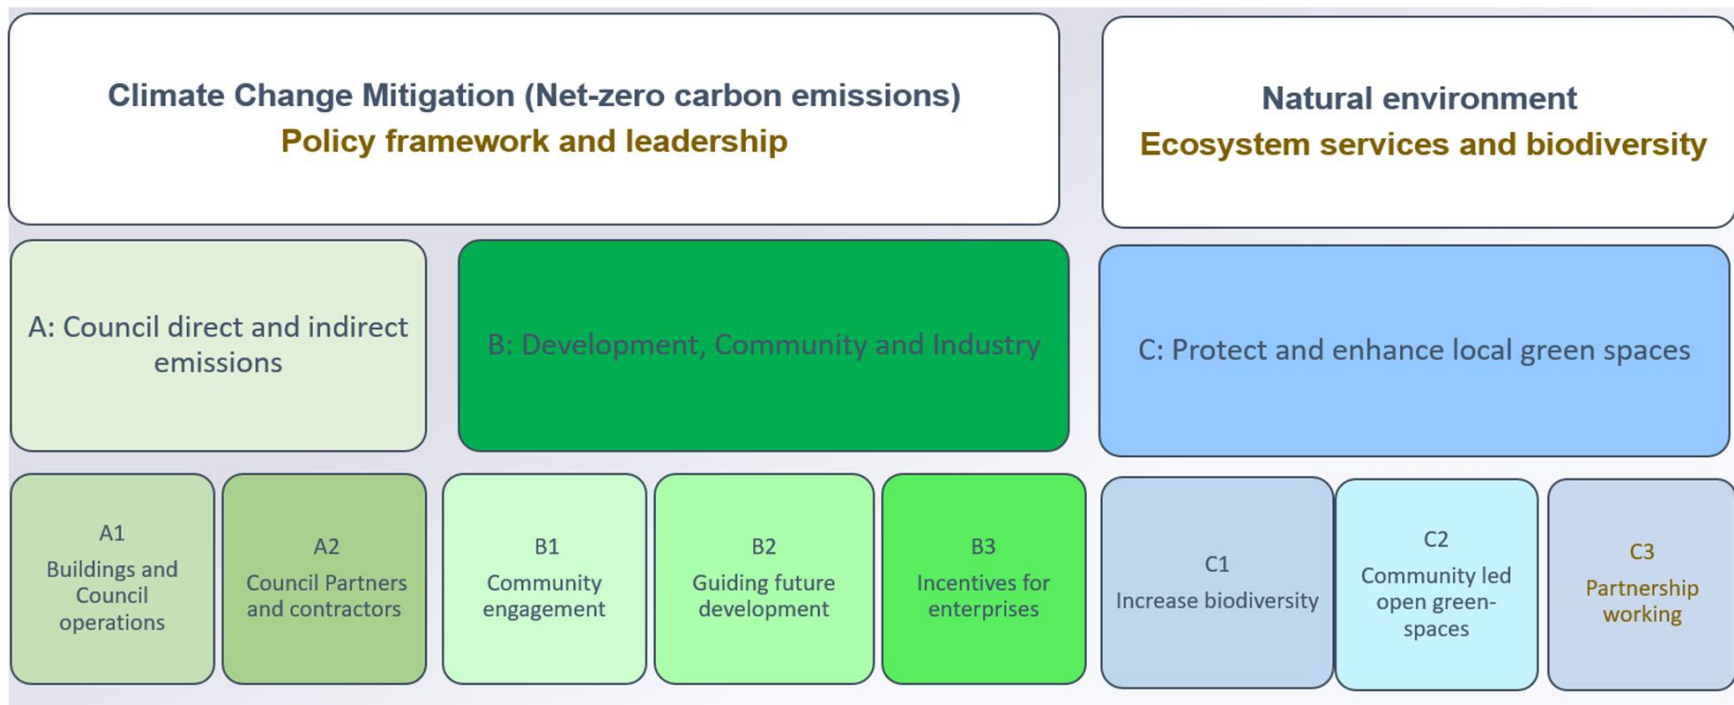 Climate Change Mitigation (Net-zero carbon emissions)
Policy framework and leadership
Natural environment
Ecosystem services and biodiversity
A: Council direct and indirect
emissions
B: Development, Community and Industry
C: Protect and enhance local green spaces
A1
Buildings and
Council
operations
A2
Council Partners
and contractors
B1
Community
engagement
B2
Guiding future
development
B3
Incentives for
enterprises
C1
Increase biodiversity
C2
Community led
open green-
spaces
C3
Partnership
working